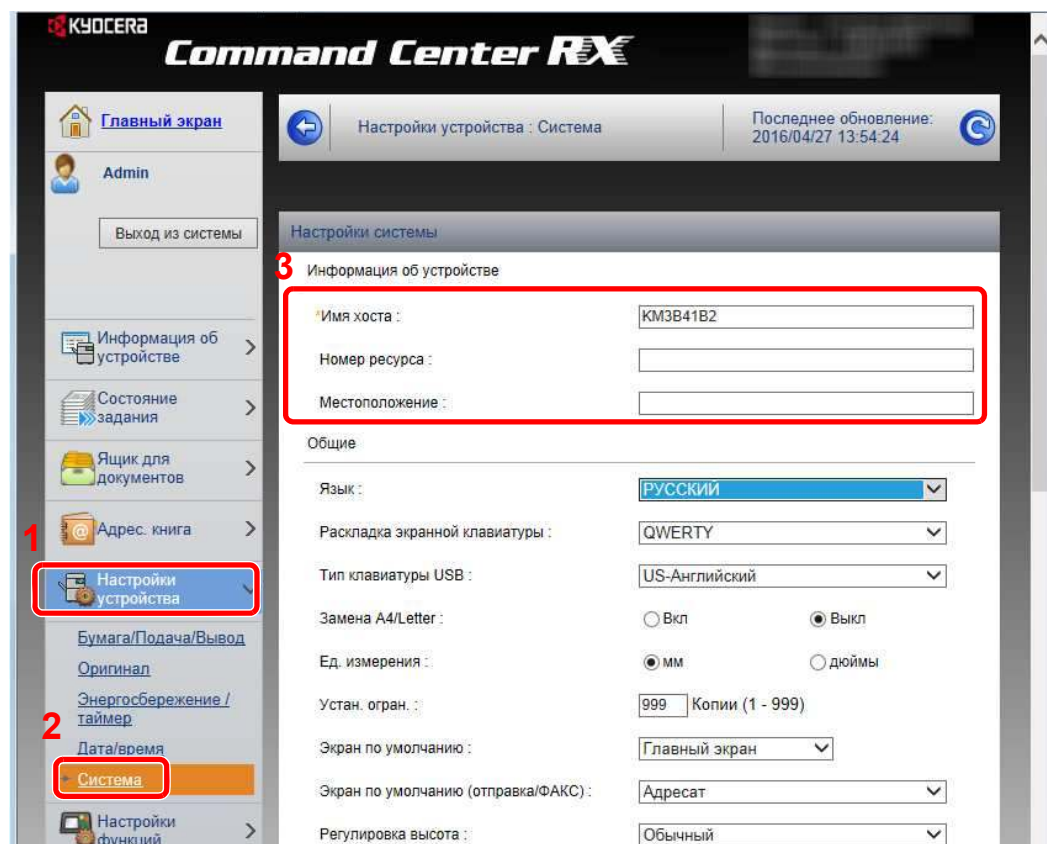 KYOCERA
Command Center RX
Главный экран
Admin
Выход из системы
Настройки устройства : Система
Последнее обновление:
2016/04/27 13:54:24
Информация об
устройстве
Состояние
задания
Ящик для
документов
Адрес. книга
1
Настройки
устройства
Бумага/Подача/Вывод
Оригинал
Энергосбережение /
таймер
2
Дата/время
Система
Настройки
функций
Настройки системы
3
Информация об устройстве
*Имя хоста : KM3B41B2
Номер ресурса :
Местоположение :
Общие
Язык : РУССКИЙ
Раскладка экранной клавиатуры : QWERTY
Тип клавиатуры USB : US-Английский
Замена A4/Letter : Вкл Выкл
Ед. измерения : мм дюймы
Устан. огран. : 999 Копии (1 - 999)
Экран по умолчанию : Главный экран
Экран по умолчанию (отправка/ФАКС) : Адресат
Регулировка высота : Обычный